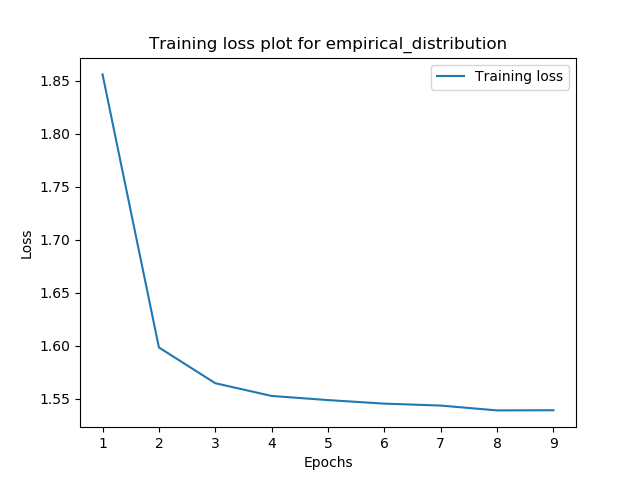 Training loss plot for empirical_distribution
Training loss
1.85
1.80
1.75
1.70
1.65
1.60
1.55
Loss
1 2 3 4 5 6 7 8 9
Epochs